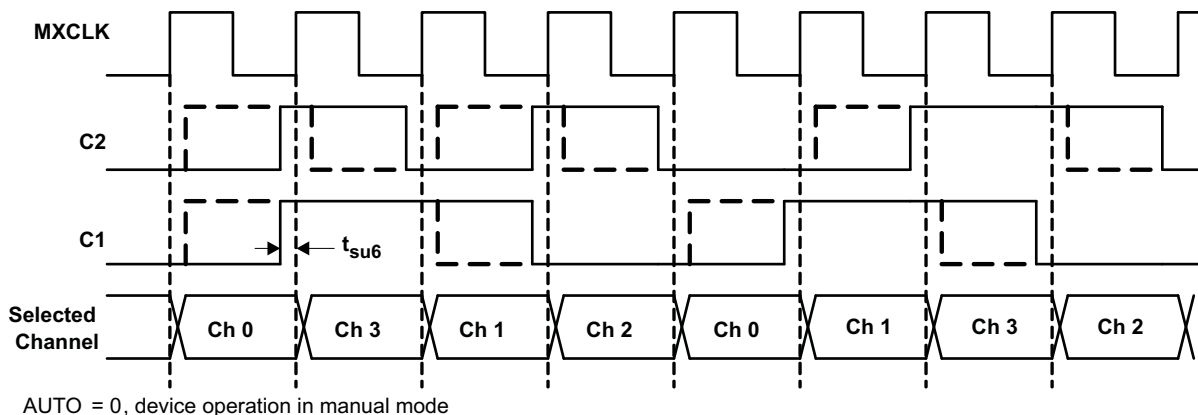 MXCLK
C2
C1
t_su6
Selected
Channel
Ch 0 Ch 3 Ch 1 Ch 2 Ch 0 Ch 1 Ch 3 Ch 2
AUTO = 0, device operation in manual mode